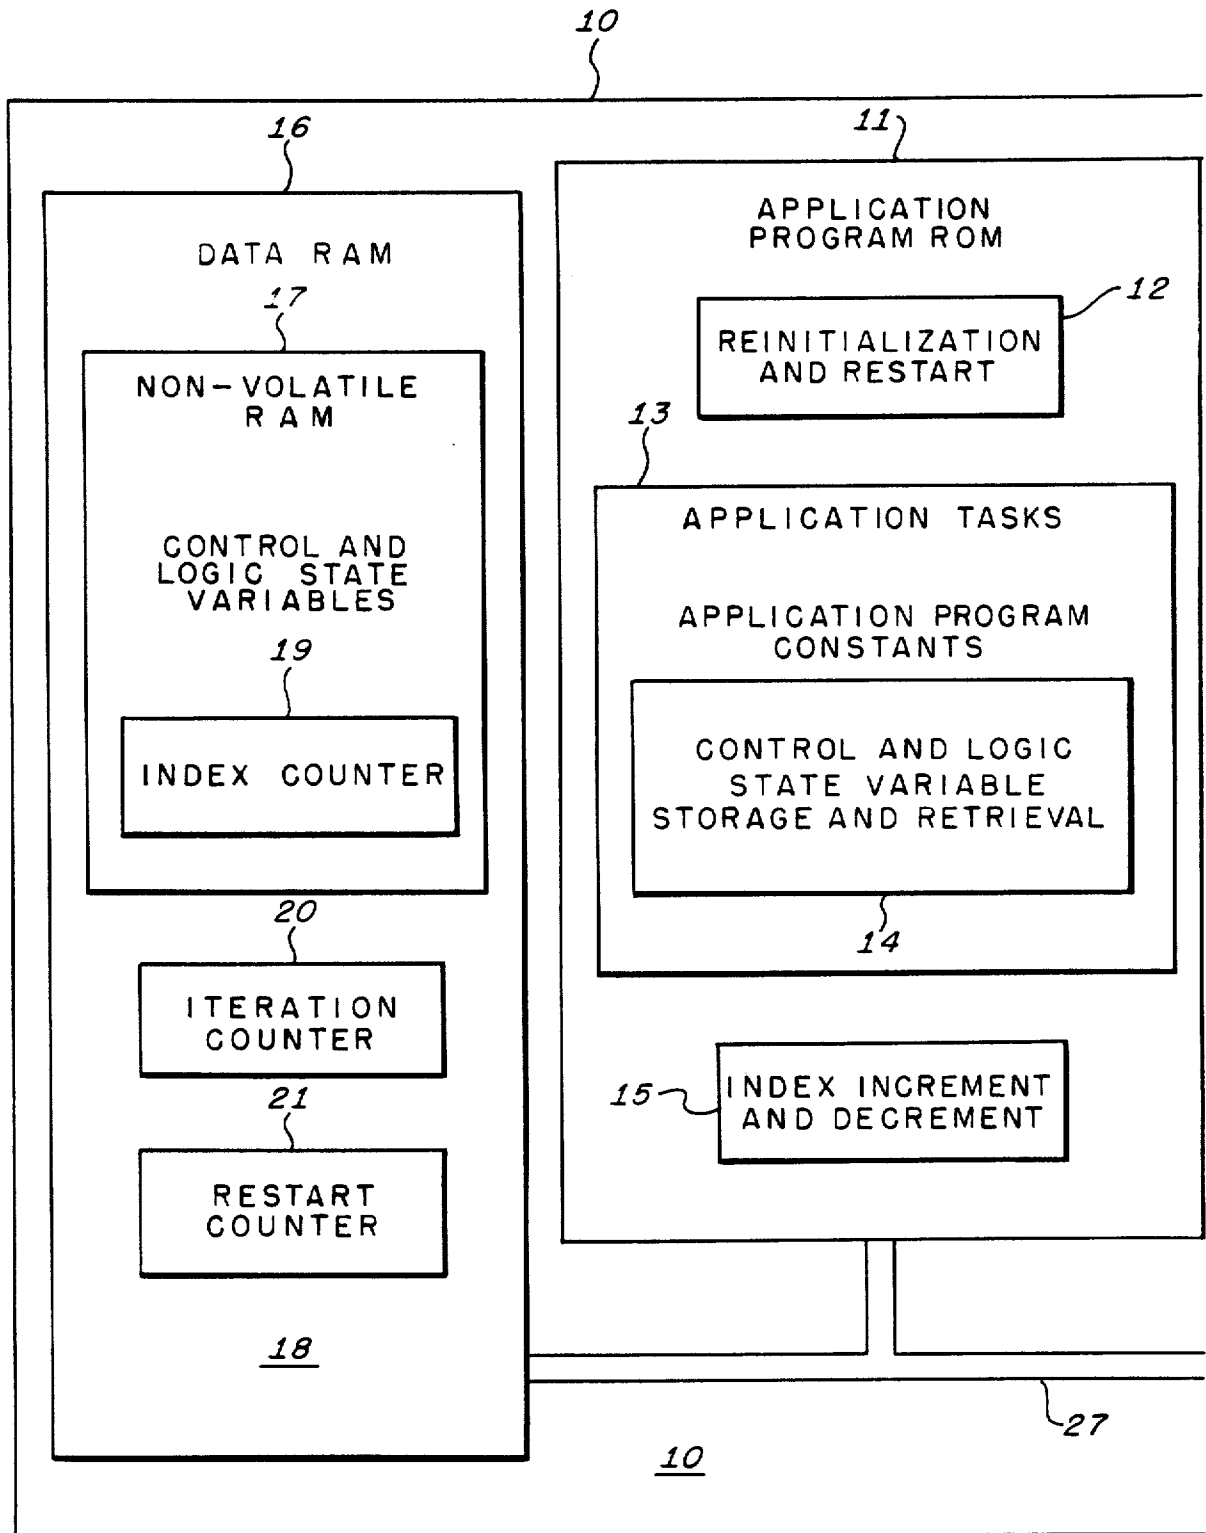 10
16
DATA RAM
17
NON-VOLATILE
RAM
CONTROL AND
LOGIC STATE
VARIABLES
19
INDEX COUNTER
20
ITERATION
COUNTER
21
RESTART
COUNTER
18
11
APPLICATION
PROGRAM ROM
12
REINITIALIZATION
AND RESTART
13
APPLICATION TASKS
APPLICATION PROGRAM
CONSTANTS
CONTROL AND LOGIC
STATE VARIABLE
STORAGE AND RETRIEVAL
14
15
INDEX INCREMENT
AND DECREMENT
27
10